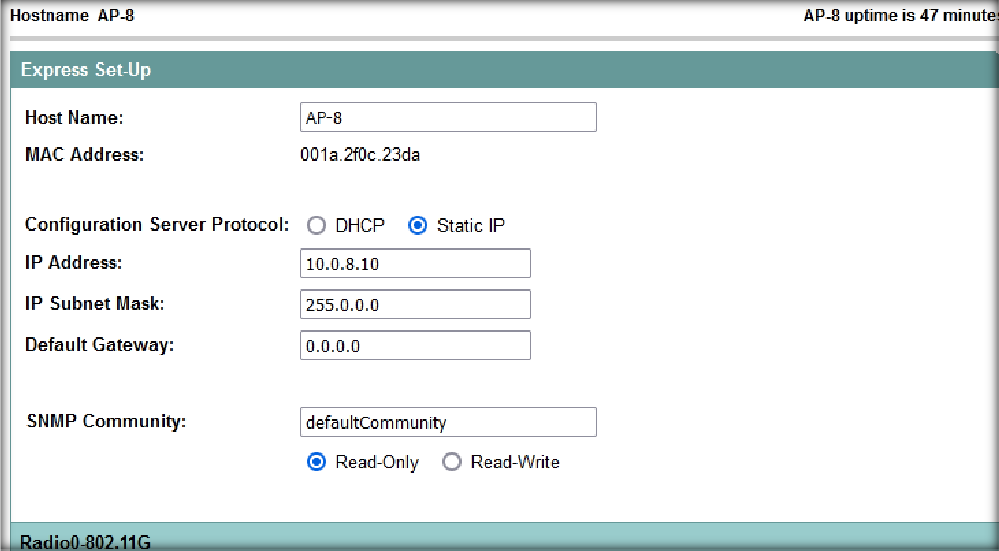 Hostname AP-8
AP-8 uptime is 47 minutes
Express Set-Up
Host Name: AP-8
MAC Address: 001a.2f0c.23da
Configuration Server Protocol: DHCP Static IP
IP Address: 10.0.8.10
IP Subnet Mask: 255.0.0.0
Default Gateway: 0.0.0.0
SNMP Community: defaultCommunity
Read-Only Read-Write
Radio0-802.11G